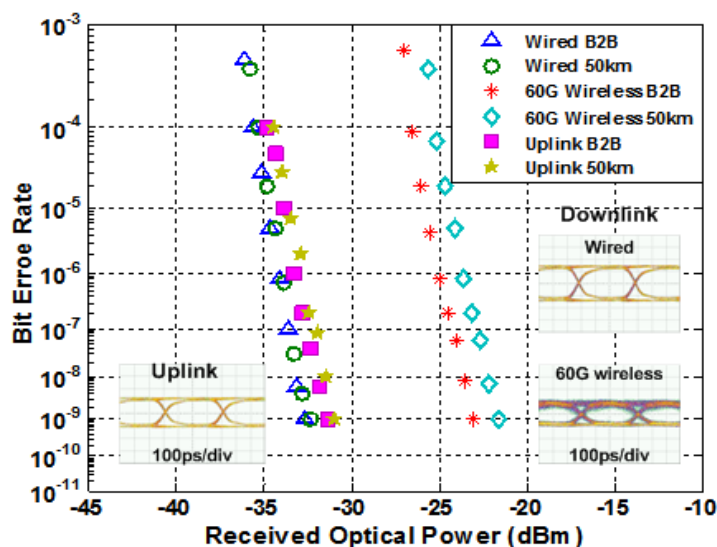 10-3
10-4
10-5
10-6
10-7
10-8
10-9
10-10
10-11
Bit Erroe Rate
Wired B2B
Wired 50km
60G Wireless B2B
60G Wireless 50km
Uplink B2B
Uplink 50km
Downlink
Wired
60G wireless
100ps/div
Uplink
100ps/div
-45 -40 -35 -30 -25 -20 -15 -10
Received Optical Power (dBm)